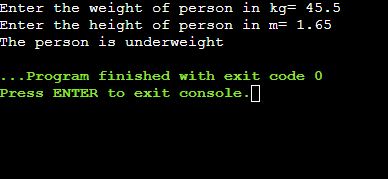 Enter the weight of person in kg= 45.5
Enter the height of person in m= 1.65
The person is underweight
...Program finished with exit code 0
Press ENTER to exit console.